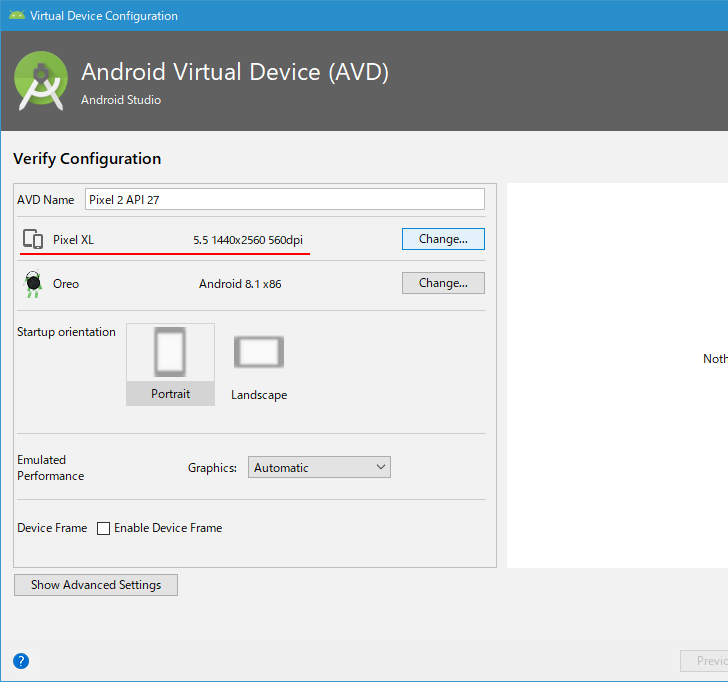 Virtual Device Configuration
Android Virtual Device (AVD)
Android Studio
Verify Configuration
AVD Name Pixel 2 API 27
Pixel XL 5.5 1440x2560 560dpi Change...
Oreo Android 8.1 x86 Change...
Startup orientation
Portrait Landscape
Noth
Emulated
Performance
Graphics: Automatic
Device Frame Enable Device Frame
Show Advanced Settings
? Previo